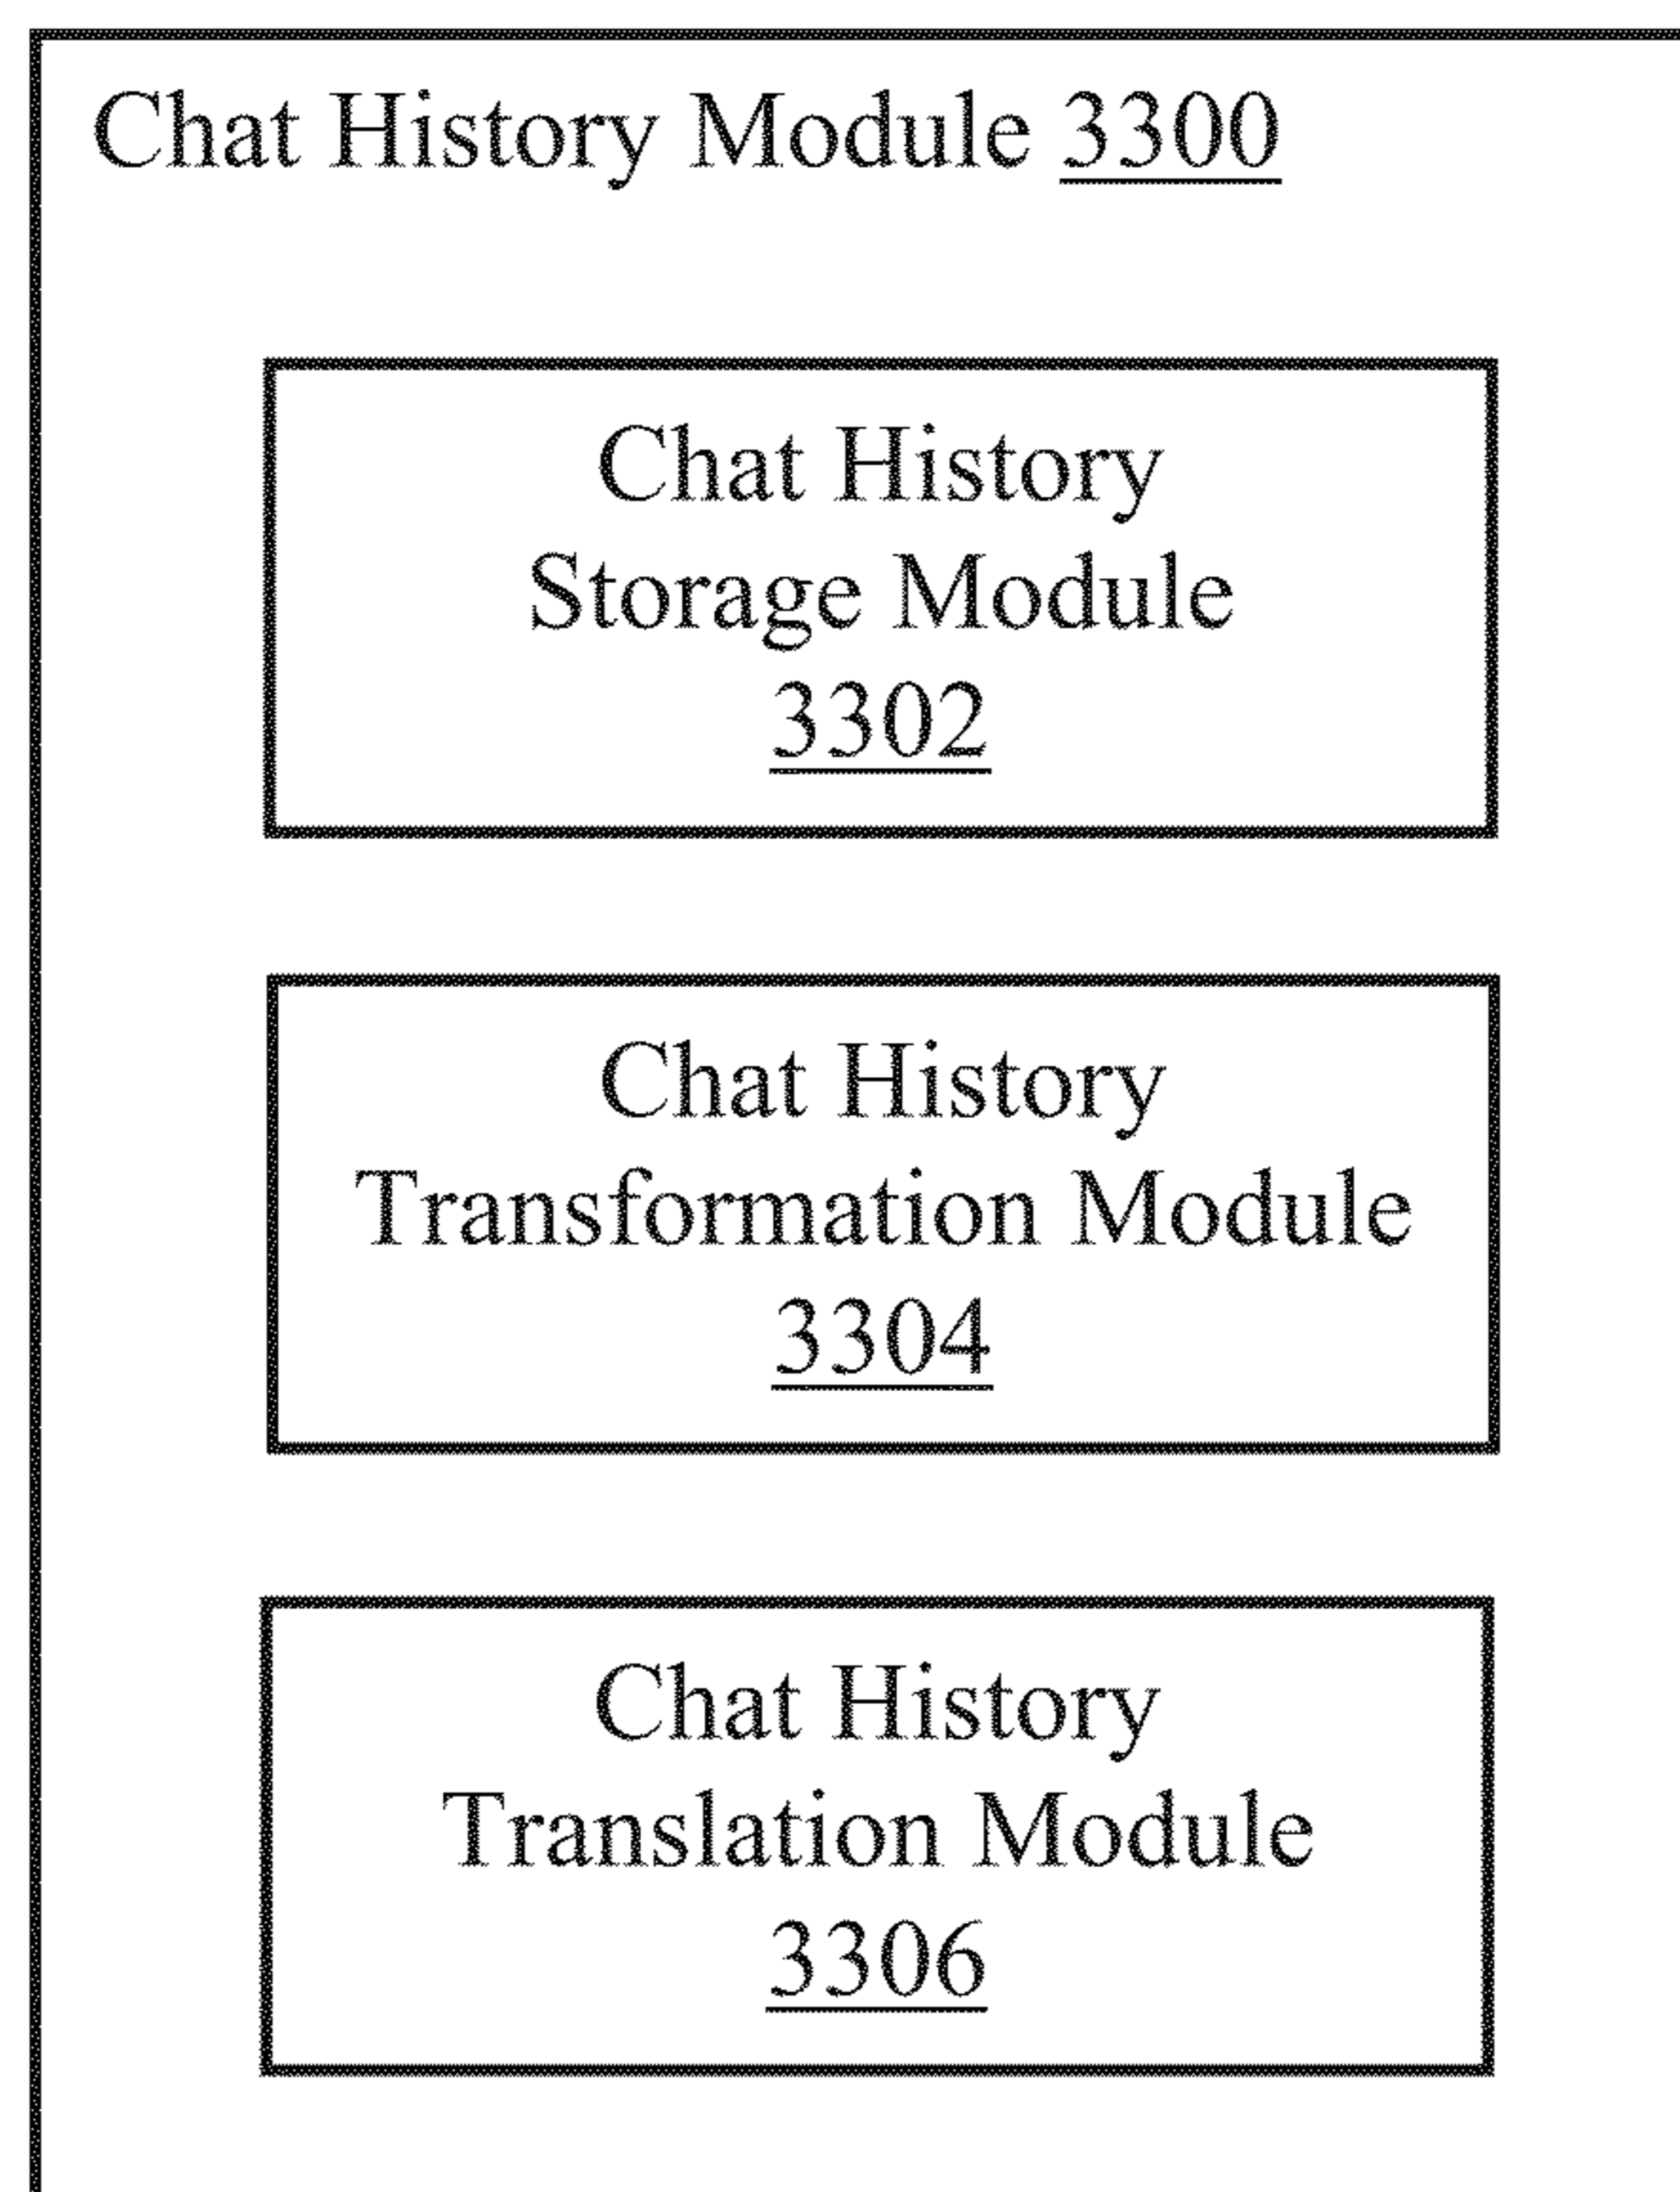 Chat History Module 3300
Chat History
Storage Module
3302
Chat History
Transformation Module
3304
Chat History
Translation Module
3306